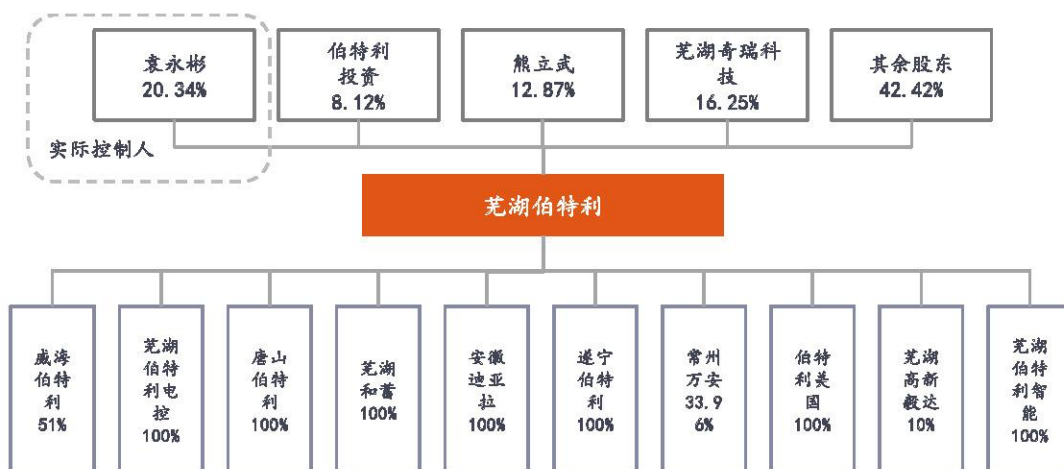 袁永彬
20.34%
伯特利
投资
8.12%
熊立武
12.87%
芜湖奇瑞科
技
16.25%
其余股东
42.42%
实际控制人
芜湖伯特利
威海
伯特
利
51%
芜湖
伯特
利电
控
100%
唐山
伯特
利
100%
芜湖
和蓄
100%
安徽
迪亚
拉
100%
遂宁
伯特
利
100%
常州
万安
33.9
6%
伯特
利美
国
100%
芜湖
高新
毅达
10%
芜湖
伯特
利智
能
100%